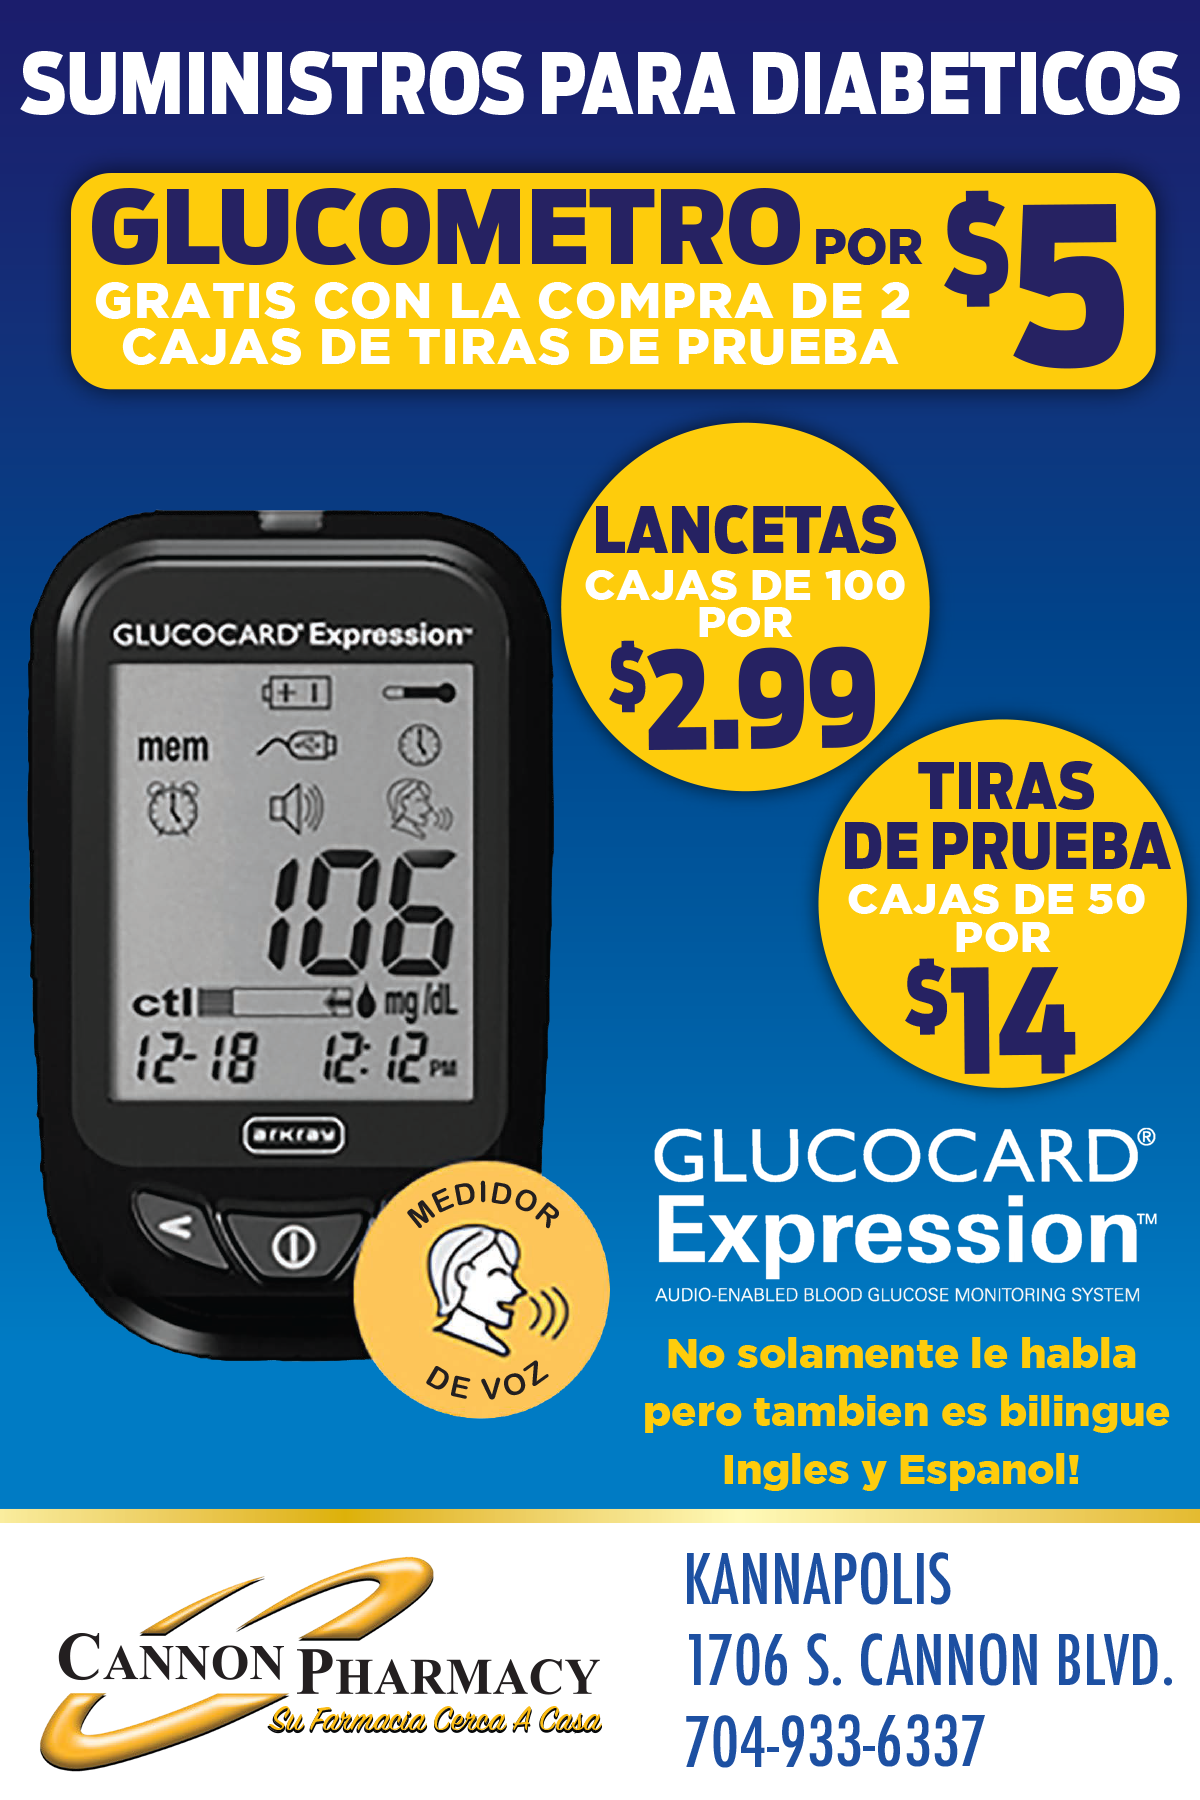 SUMINISTROS PARA DIABETICOS
GLUCOMETRO POR $5
GRATIS CON LA COMPRA DE 2
CAJAS DE TIRAS DE PRUEBA
LANCETAS
CAJAS DE 100
POR
$2.99
TIRAS
DE PRUEBA
CAJAS DE 50
POR
$14
GLUCOCARD® Expression™
mem
106
ctl mg/dL
12-18 12:12 PM
arkray
MEDIDOR
DE VOZ
GLUCOCARD®
Expression™
AUDIO-ENABLED BLOOD GLUCOSE MONITORING SYSTEM
No solamente le habla
pero tambien es bilingue
Ingles y Espanol!
CANNON PHARMACY
Su Farmacia Cerca A Casa
KANNAPOLIS
1706 S. CANNON BLVD.
704-933-6337